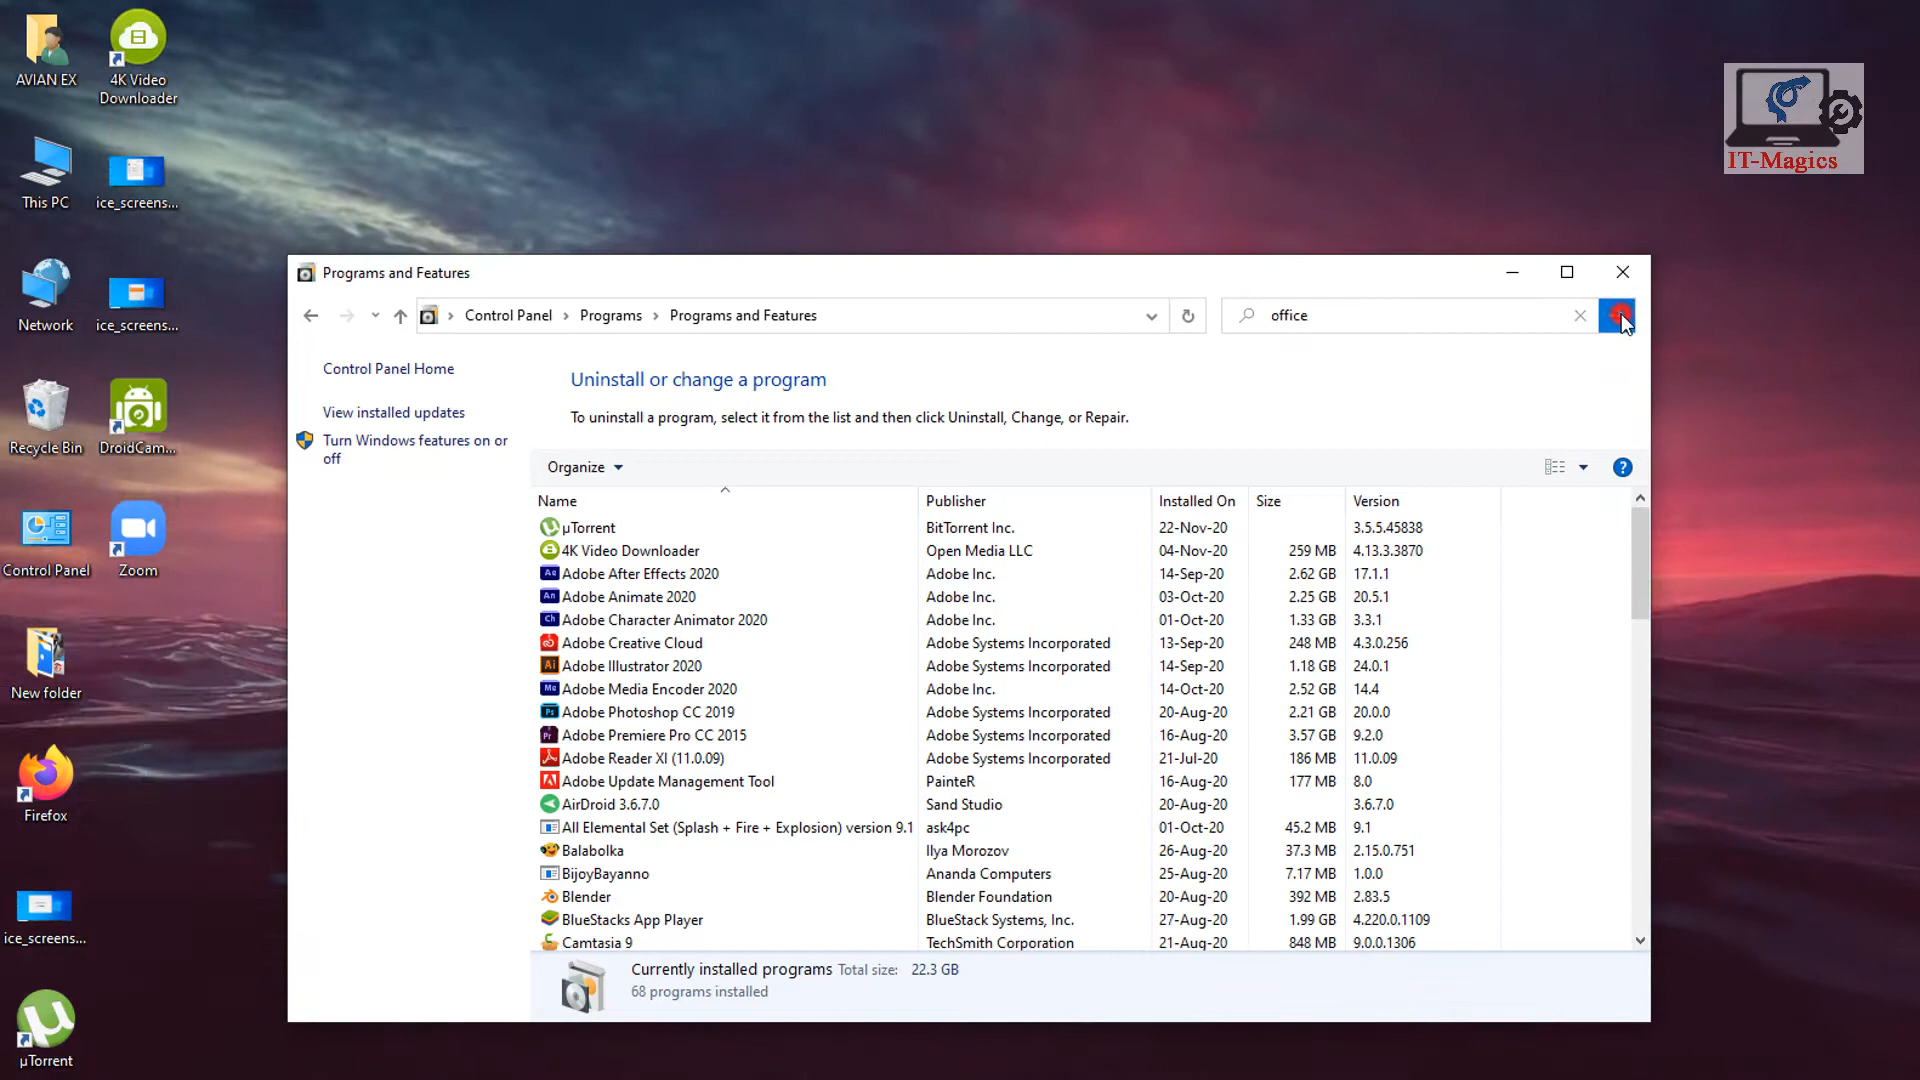 AVIAN EX
4K Video
Downloader
This PC
ice_screens...
Network
ice_screens...
Recycle Bin
DroidCam...
Control Panel
Zoom
New folder
Firefox
ice_screens...
µTorrent
IT-Magics
Programs and Features
Control Panel > Programs > Programs and Features
office
Control Panel Home
View installed updates
Turn Windows features on or
off
Uninstall or change a program
To uninstall a program, select it from the list and then click Uninstall, Change, or Repair.
Organize
Name Publisher Installed On Size Version
µTorrent BitTorrent Inc. 22-Nov-20 3.5.5.45838
4K Video Downloader Open Media LLC 04-Nov-20 259 MB 4.13.3.3870
Adobe After Effects 2020 Adobe Inc. 14-Sep-20 2.62 GB 17.1.1
Adobe Animate 2020 Adobe Inc. 03-Oct-20 2.25 GB 20.5.1
Adobe Character Animator 2020 Adobe Inc. 01-Oct-20 1.33 GB 3.3.1
Adobe Creative Cloud Adobe Systems Incorporated 13-Sep-20 248 MB 4.3.0.256
Adobe Illustrator 2020 Adobe Systems Incorporated 14-Sep-20 1.18 GB 24.0.1
Adobe Media Encoder 2020 Adobe Inc. 14-Oct-20 2.52 GB 14.4
Adobe Photoshop CC 2019 Adobe Systems Incorporated 20-Aug-20 2.21 GB 20.0.0
Adobe Premiere Pro CC 2015 Adobe Systems Incorporated 16-Aug-20 3.57 GB 9.2.0
Adobe Reader XI (11.0.09) Adobe Systems Incorporated 21-Jul-20 186 MB 11.0.09
Adobe Update Management Tool PainteR 16-Aug-20 177 MB 8.0
AirDroid 3.6.7.0 Sand Studio 20-Aug-20 3.6.7.0
All Elemental Set (Splash + Fire + Explosion) version 9.1 ask4pc 01-Oct-20 45.2 MB 9.1
Balabolka Ilya Morozov 26-Aug-20 37.3 MB 2.15.0.751
BijoyBayanno Ananda Computers 25-Aug-20 7.17 MB 1.0.0
Blender Blender Foundation 20-Aug-20 392 MB 2.83.5
BlueStacks App Player BlueStack Systems, Inc. 27-Aug-20 1.99 GB 4.220.0.1109
Camtasia 9 TechSmith Corporation 21-Aug-20 848 MB 9.0.0.1306
Currently installed programs Total size: 22.3 GB
68 programs installed